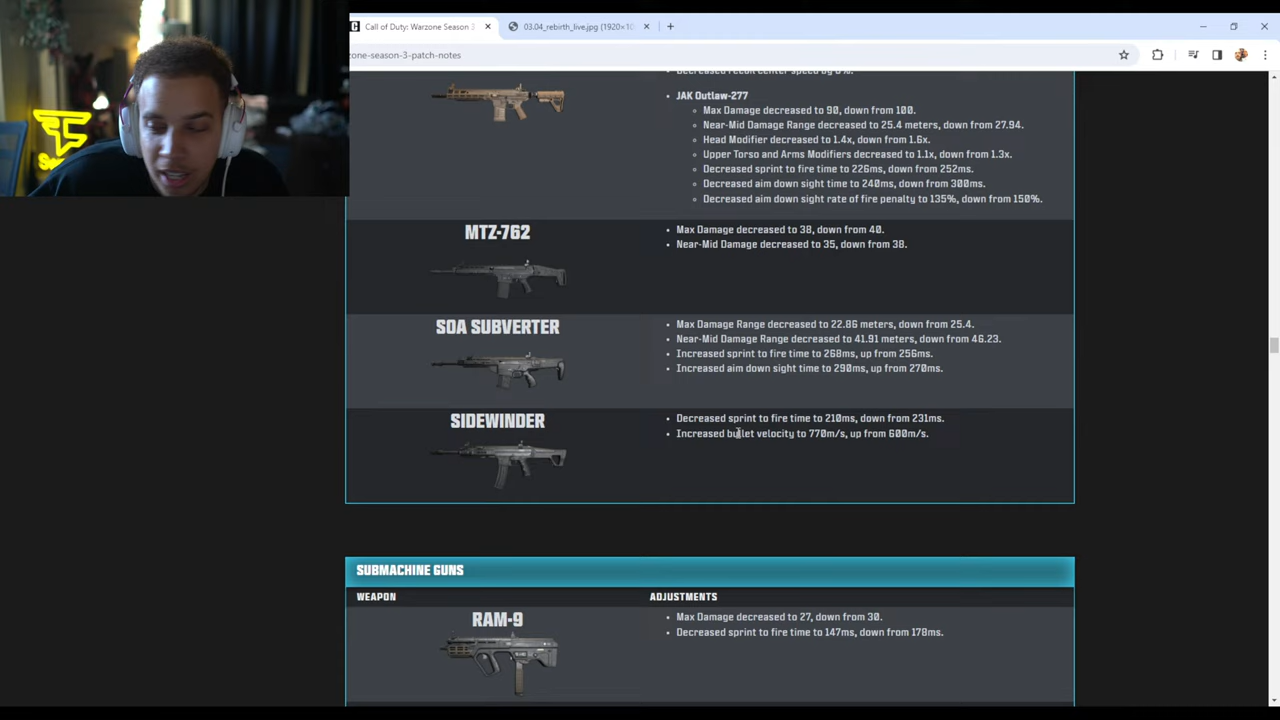 Call of Duty: Warzone Season 3
03.04_rebirth_live.jpg (1920×10
zone-season-3-patch-notes
JAK Outlaw-277
Max Damage decreased to 90, down from 100.
Near-Mid Damage Range decreased to 25.4 meters, down from 27.94.
Head Modifier decreased to 1.4x, down from 1.6x.
Upper Torso and Arms Modifiers decreased to 1.1x, down from 1.3x.
Decreased sprint to fire time to 226ms, down from 252ms.
Decreased aim down sight time to 240ms, down from 300ms.
Decreased aim down sight rate of fire penalty to 135%, down from 150%.
MTZ-762
Max Damage decreased to 38, down from 40.
Near-Mid Damage decreased to 35, down from 38.
SOA SUBVERTER
Max Damage Range decreased to 22.86 meters, down from 25.4.
Near-Mid Damage Range decreased to 41.91 meters, down from 46.23.
Increased sprint to fire time to 268ms, up from 256ms.
Increased aim down sight time to 290ms, up from 270ms.
SIDEWINDER
Decreased sprint to fire time to 210ms, down from 231ms.
Increased bullet velocity to 770m/s, up from 600m/s.
SUBMACHINE GUNS
WEAPON ADJUSTMENTS
RAM-9
Max Damage decreased to 27, down from 30.
Decreased sprint to fire time to 147ms, down from 178ms.